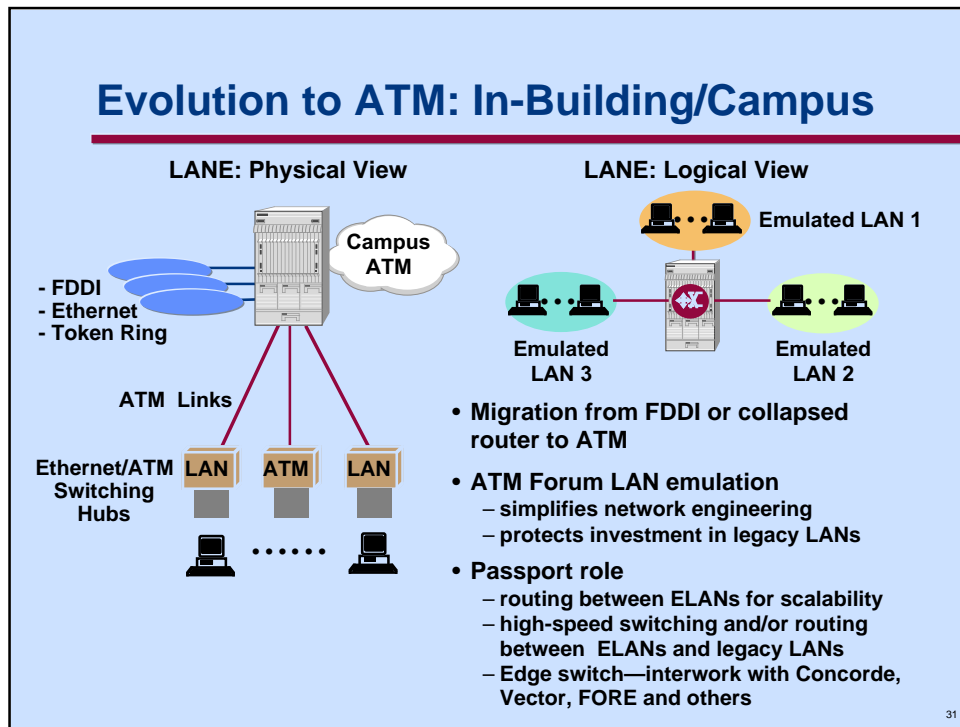 Evolution to ATM: In-Building/Campus
LANE: Physical View
Campus
ATM
- FDDI
- Ethernet
- Token Ring
ATM Links
Ethernet/ATM
Switching
Hubs
LAN
ATM
LAN
LANE: Logical View
Emulated LAN 1
Emulated
LAN 3
Emulated
LAN 2
• Migration from FDDI or collapsed
router to ATM
• ATM Forum LAN emulation
– simplifies network engineering
– protects investment in legacy LANs
• Passport role
– routing between ELANs for scalability
– high-speed switching and/or routing
between ELANs and legacy LANs
– Edge switch—interwork with Concorde,
Vector, FORE and others
31